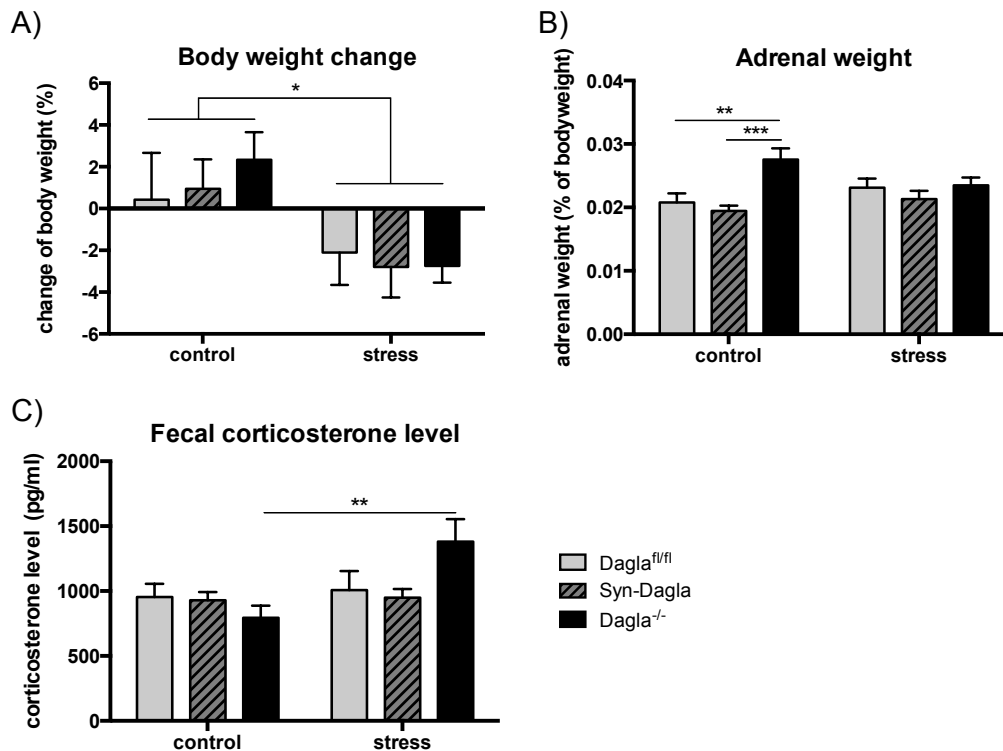 A)
Body weight change
change of body weight (%)
6
4
2
0
-2
-4
-6
*
control
stress
B)
Adrenal weight
adrenal weight (% of bodyweight)
0.04
0.03
0.02
0.01
0.00
**
***
control
stress
C)
Fecal corticosterone level
corticosterone level (pg/ml)
2000
1500
1000
500
0
**
control
stress
Dagla^fl/fl
Syn-Dagla
Dagla^-/-